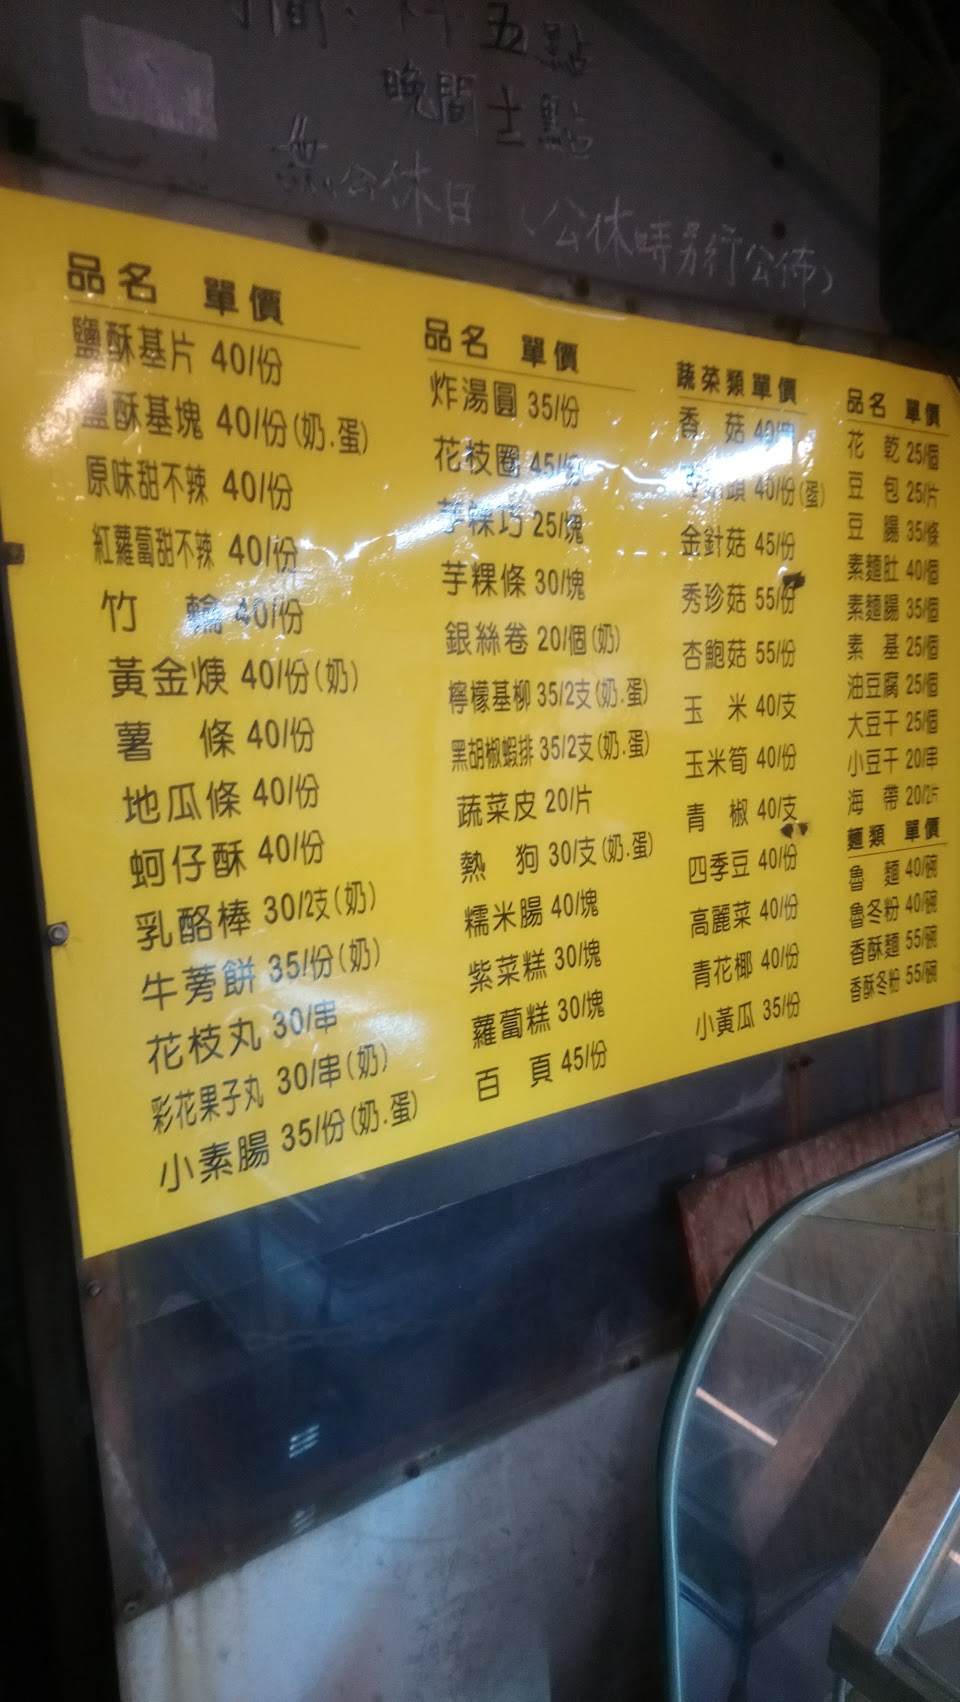 五點
晚間士點
無公休日(公休時另行公佈)
品名 單價
鹽酥基片 40/份
鹽酥基塊 40/份(奶.蛋)
原味甜不辣 40/份
紅蘿蔔甜不辣 40/份
竹輪 40/份
黃金𩸙 40/份(奶)
薯條 40/份
地瓜條 40/份
蚵仔酥 40/份
乳酪棒 30/2支(奶)
牛蒡餅 35/份(奶)
花枝丸 30/串
彩花果子丸 30/串(奶)
小素腸 35/份(奶.蛋)
品名 單價
炸湯圓 35/份
花枝圈 45/份
芋粿巧 25/塊
芋粿條 30/塊
銀絲卷 20/個(奶)
檸檬基柳 35/2支(奶.蛋)
黑胡椒蝦排 35/2支(奶.蛋)
蔬菜皮 20/片
熱狗 30/支(奶.蛋)
糯米腸 40/塊
紫菜糕 30/塊
蘿蔔糕 30/塊
百頁 45/份
蔬菜類 單價
香菇 40/
頭 40/份(蛋)
金針菇 45/份
秀珍菇 55/份
杏鮑菇 55/份
玉米 40/支
玉米筍 40/份
青椒 40/支
四季豆 40/份
高麗菜 40/份
青花椰 40/份
小黃瓜 35/份
品名 單價
花乾 25/個
豆包 25/片
豆腸 35/條
素麵肚 40/個
素麵腸 35/個
素基 25/個
油豆腐 25/個
大豆干 25/個
小豆干 20/串
海帶 20/2片
麵類 單價
魯麵 40/碗
魯冬粉 40/碗
香酥麵 55/碗
香酥冬粉 55/碗